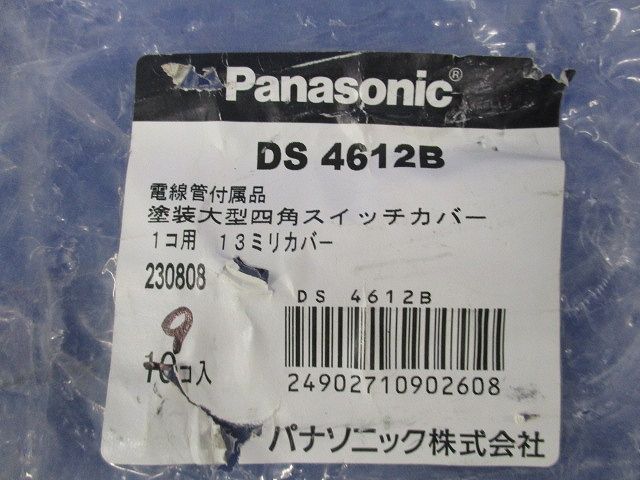 Panasonic®
DS 4612B
電線管付属品
塗装大型四角スイッチカバー
1コ用 13ミリカバー
230808
DS 4612B
9
10コ入
24902710902608
パナソニック株式会社